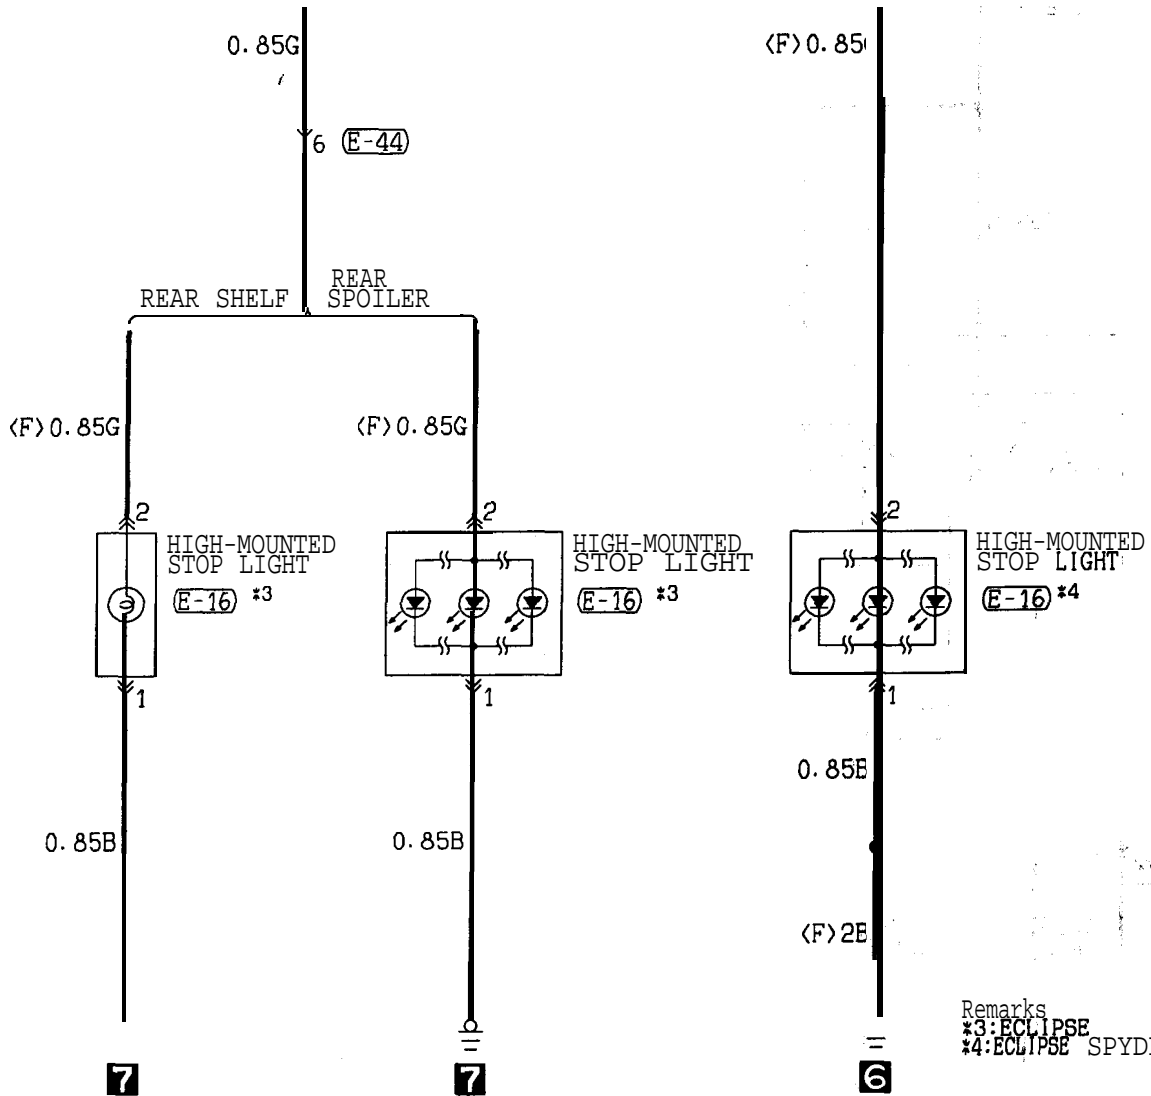 0.85G
<F>0.85
6 E-44
REAR SHELF
REAR
SPOILER
<F>0.85G
<F>0.85G
2
2
2
HIGH-MOUNTED
STOP LIGHT
E-16 *3
HIGH-MOUNTED
STOP LIGHT
E-16 *3
HIGH-MOUNTED
STOP LIGHT
E-16 *4
1
1
1
0.85B
0.85B
0.85B
<F>2B
Remarks
*3:ECLIPSE
*4:ECLIPSE SPYD
7
7
6